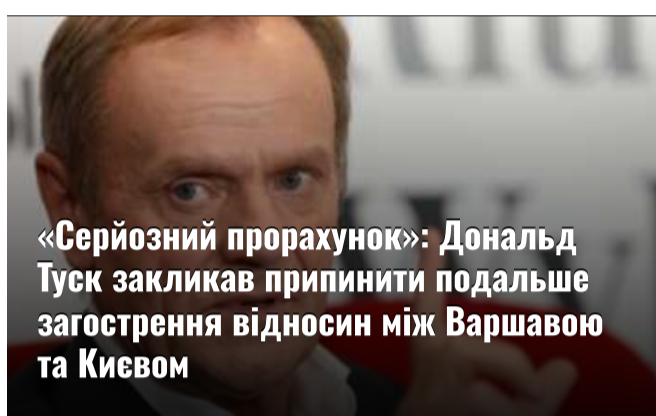 «Серйозний прорахунок»: Дональд
Туск закликав припинити подальше
загострення відносин між Варшавою
та Києвом